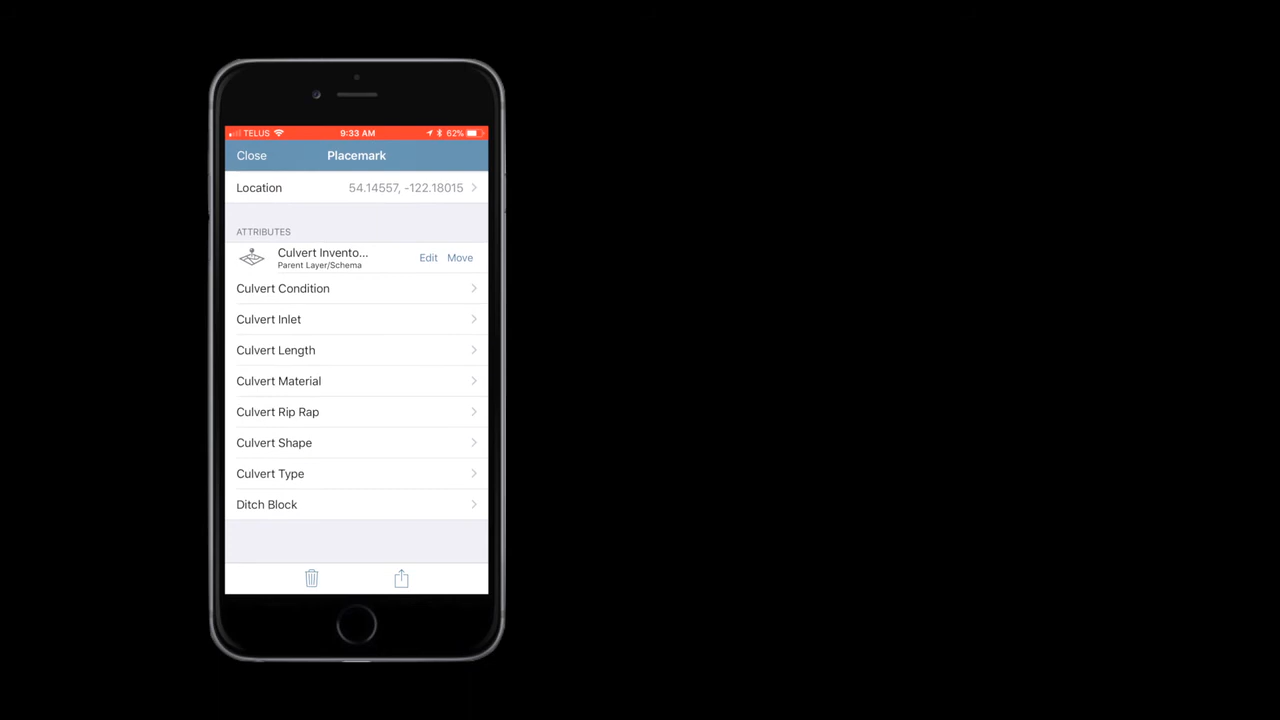 TELUS 9:33 AM 62%
Close Placemark
Location 54.14557, -122.18015
ATTRIBUTES
Culvert Invento... Edit Move
Parent Layer/Schema
Culvert Condition
Culvert Inlet
Culvert Length
Culvert Material
Culvert Rip Rap
Culvert Shape
Culvert Type
Ditch Block